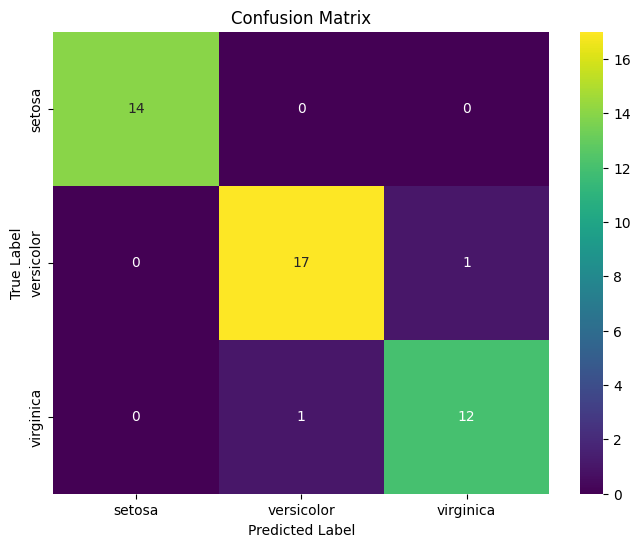 Confusion Matrix
True Label
setosa
14 0 0
versicolor
0 17 1
virginica
0 1 12
setosa versicolor virginica
Predicted Label
16
14
12
10
8
6
4
2
0